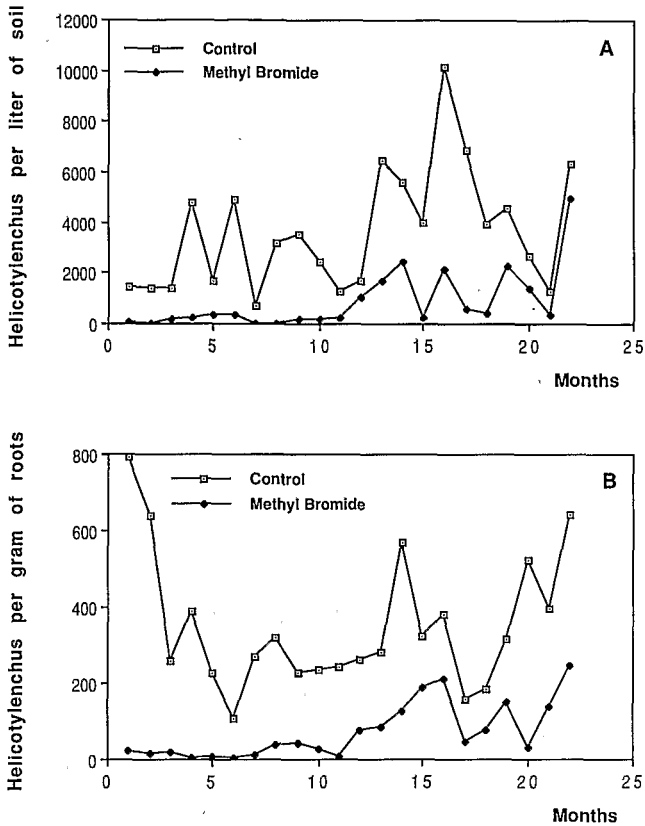 Helicotylenchus per liter of soil
12000
10000
8000
6000
4000
2000
0
Control
Methyl Bromide
A
0 5 10 15 20 25
Months
Helicotylenchus per gram of roots
800
600
400
200
0
Control
Methyl Bromide
B
0 5 10 15 20 25
Months